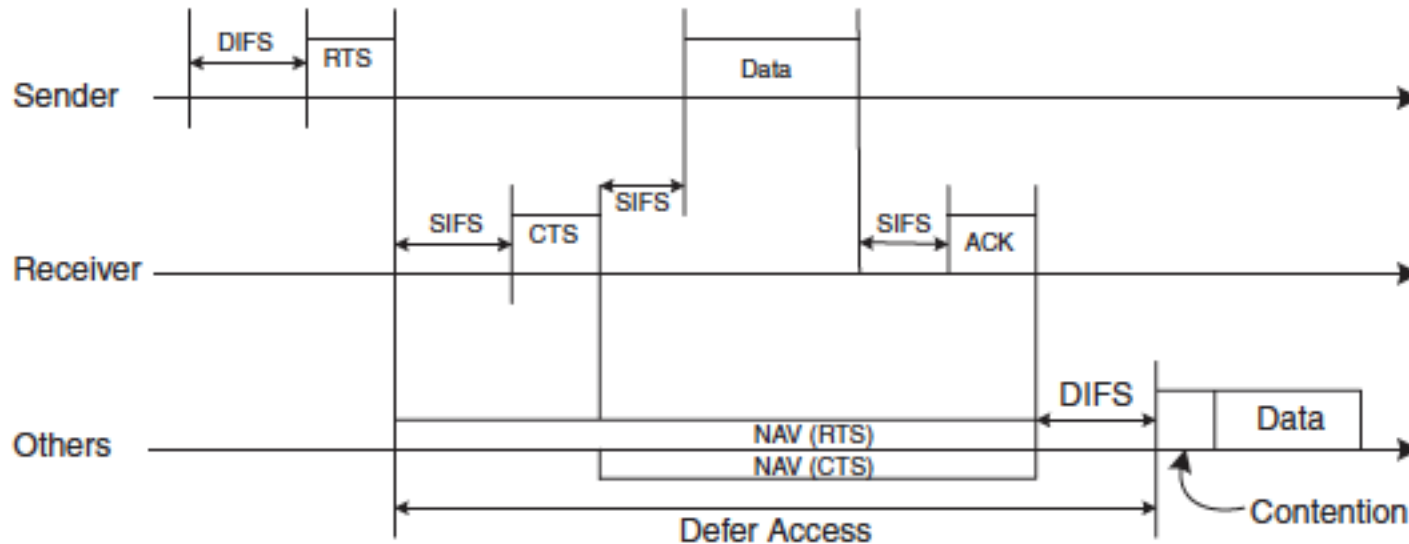 DIFS
RTS
Data
Sender
SIFS
CTS
SIFS
SIFS
ACK
Receiver
DIFS
Data
NAV (RTS)
Others
NAV (CTS)
Contention
Defer Access